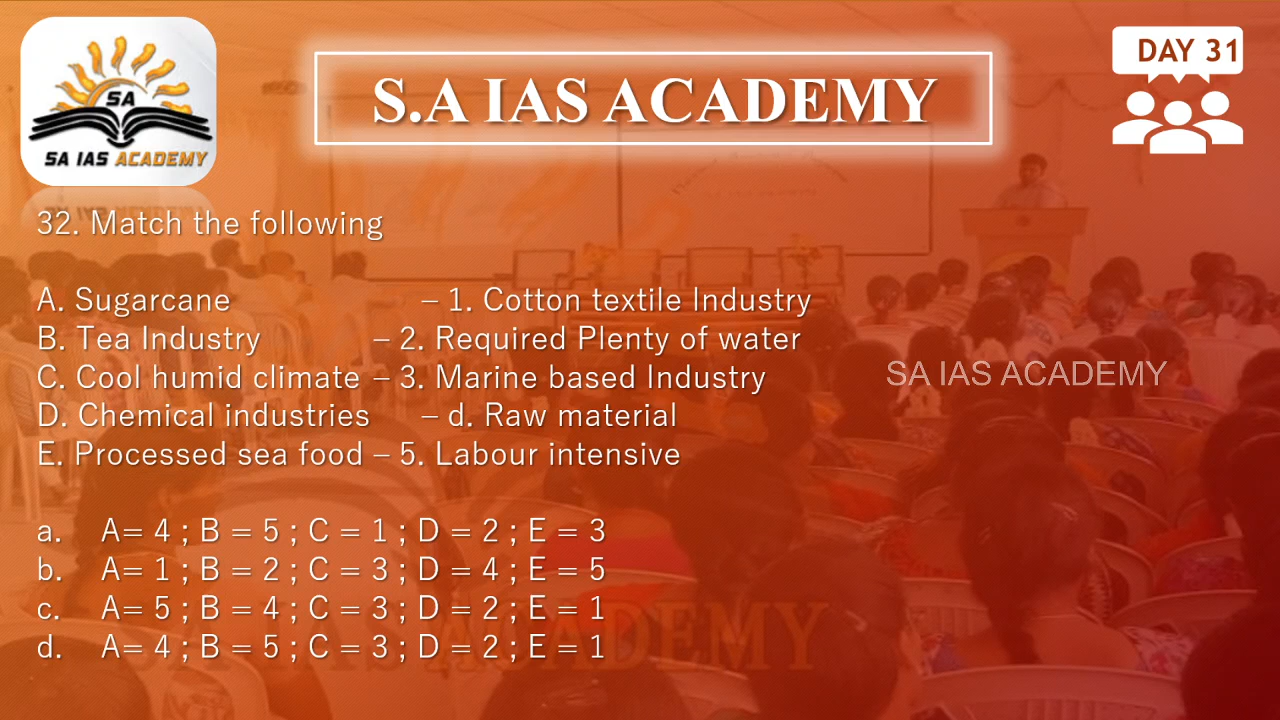 SA
SA IAS ACADEMY
S.A IAS ACADEMY
DAY 31
32. Match the following
A. Sugarcane – 1. Cotton textile Industry
B. Tea Industry – 2. Required Plenty of water
C. Cool humid climate – 3. Marine based Industry
D. Chemical industries – d. Raw material
E. Processed sea food – 5. Labour intensive
SA IAS ACADEMY
a. A= 4 ; B = 5 ; C = 1 ; D = 2 ; E = 3
b. A= 1 ; B = 2 ; C = 3 ; D = 4 ; E = 5
c. A= 5 ; B = 4 ; C = 3 ; D = 2 ; E = 1
d. A= 4 ; B = 5 ; C = 3 ; D = 2 ; E = 1